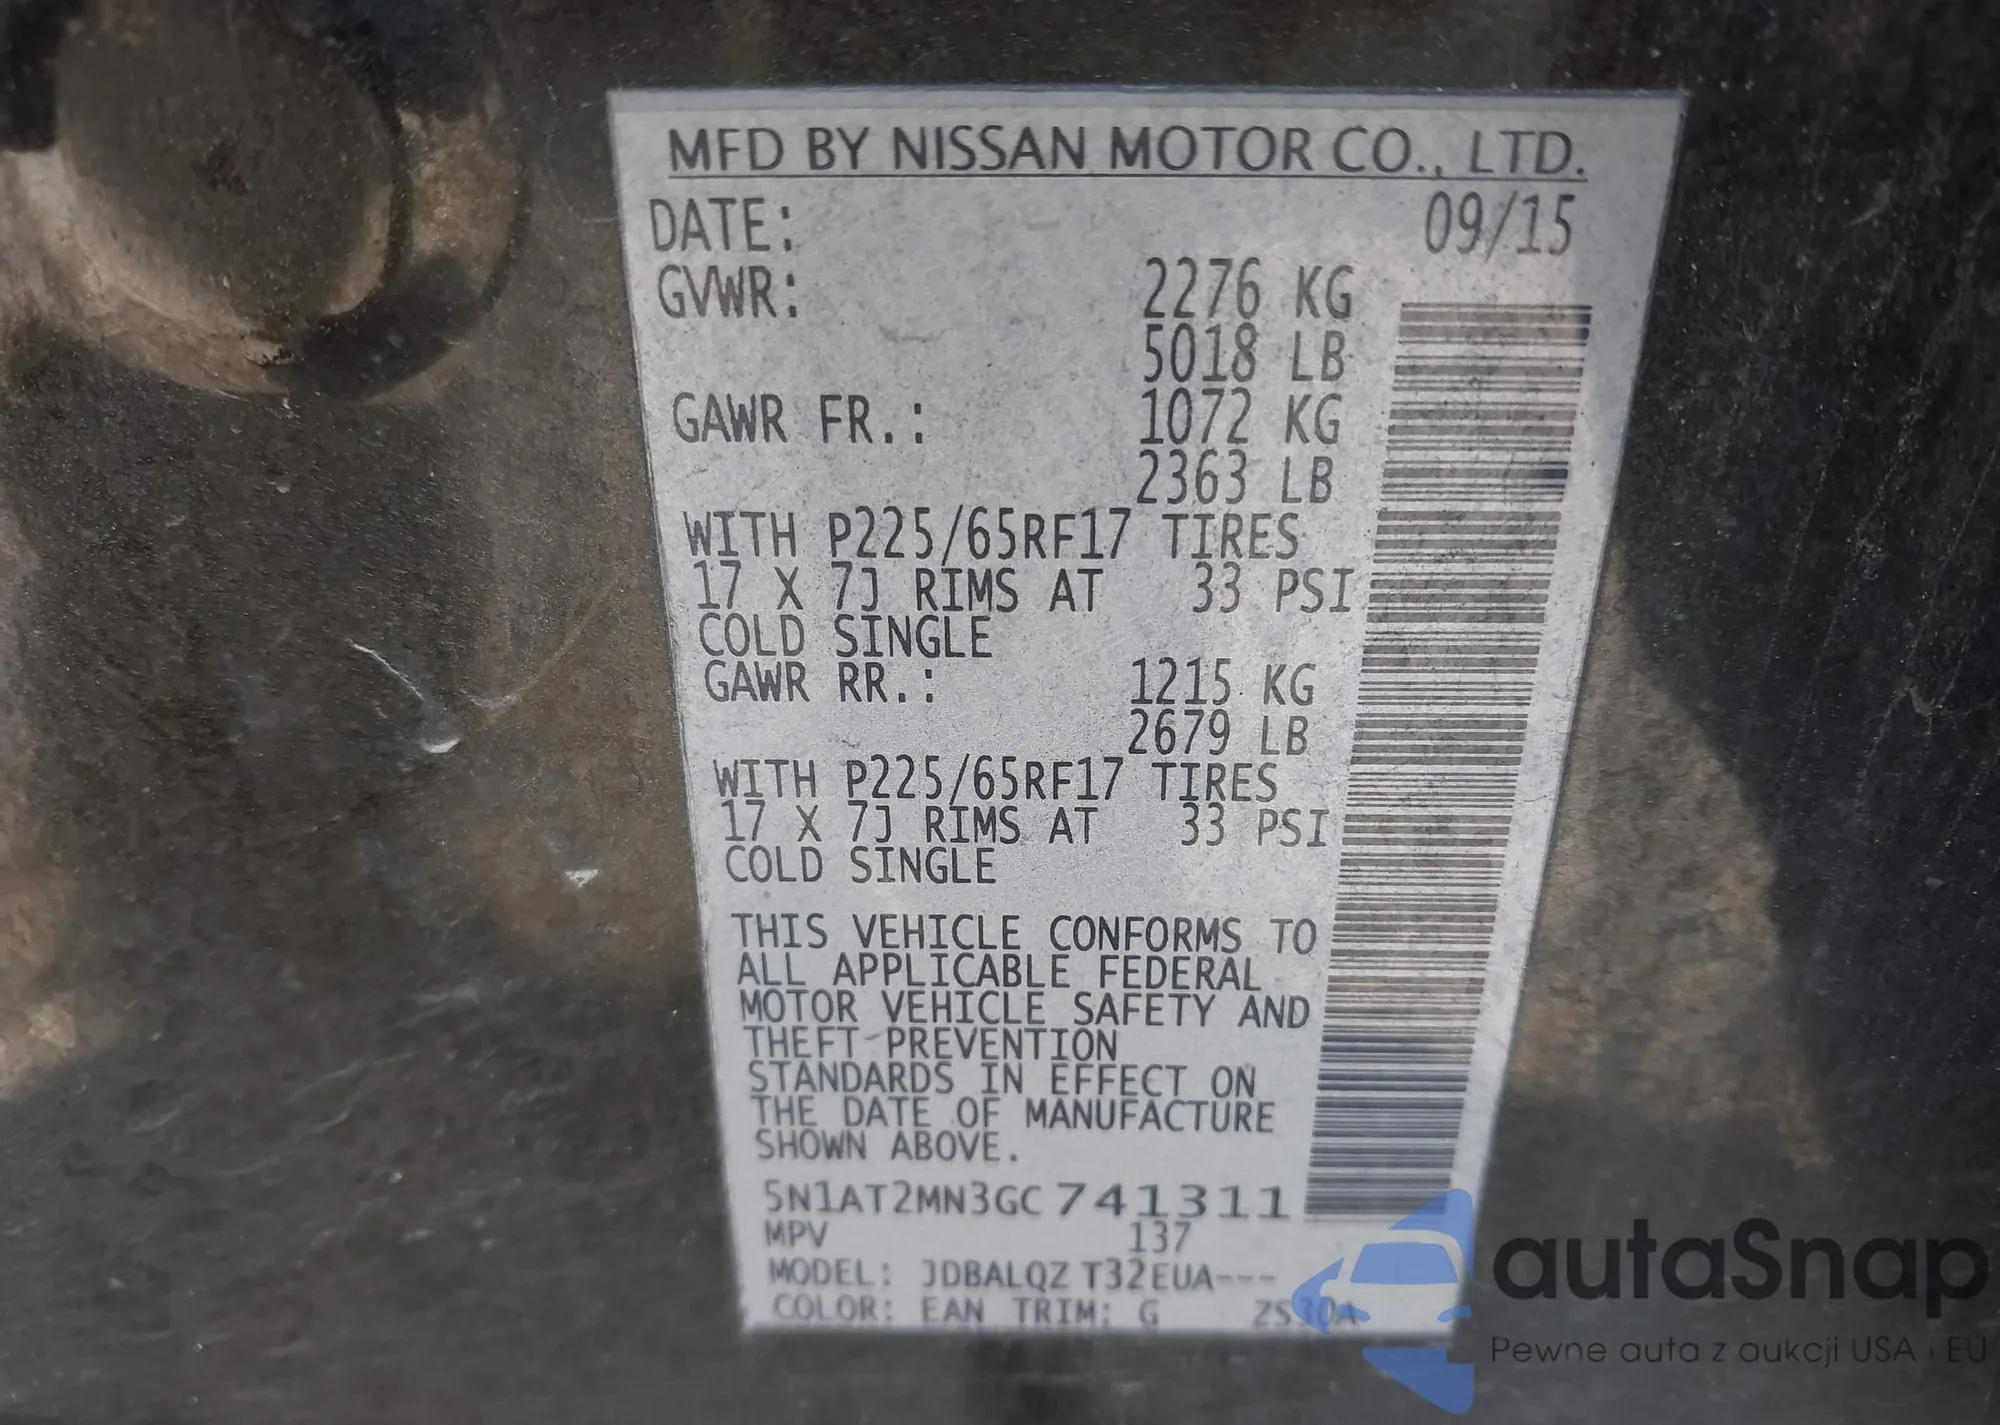 MFD BY NISSAN MOTOR CO., LTD.
DATE: 09/15
GVWR: 2276 KG
5018 LB
GAWR FR.: 1072 KG
2363 LB
WITH P225/65RF17 TIRES
17 X 7J RIMS AT 33 PSI
COLD SINGLE
GAWR RR.: 1215 KG
2679 LB
WITH P225/65RF17 TIRES
17 X 7J RIMS AT 33 PSI
COLD SINGLE
THIS VEHICLE CONFORMS TO
ALL APPLICABLE FEDERAL
MOTOR VEHICLE SAFETY AND
THEFT PREVENTION
STANDARDS IN EFFECT ON
THE DATE OF MANUFACTURE
SHOWN ABOVE.
5N1AT2MN3GC741311
MPV 137
MODEL: JDBALQZ T32EUA---
COLOR: EAN TRIM: G ZS30A
autaSnap
Pewne auta z aukcji USA i EU